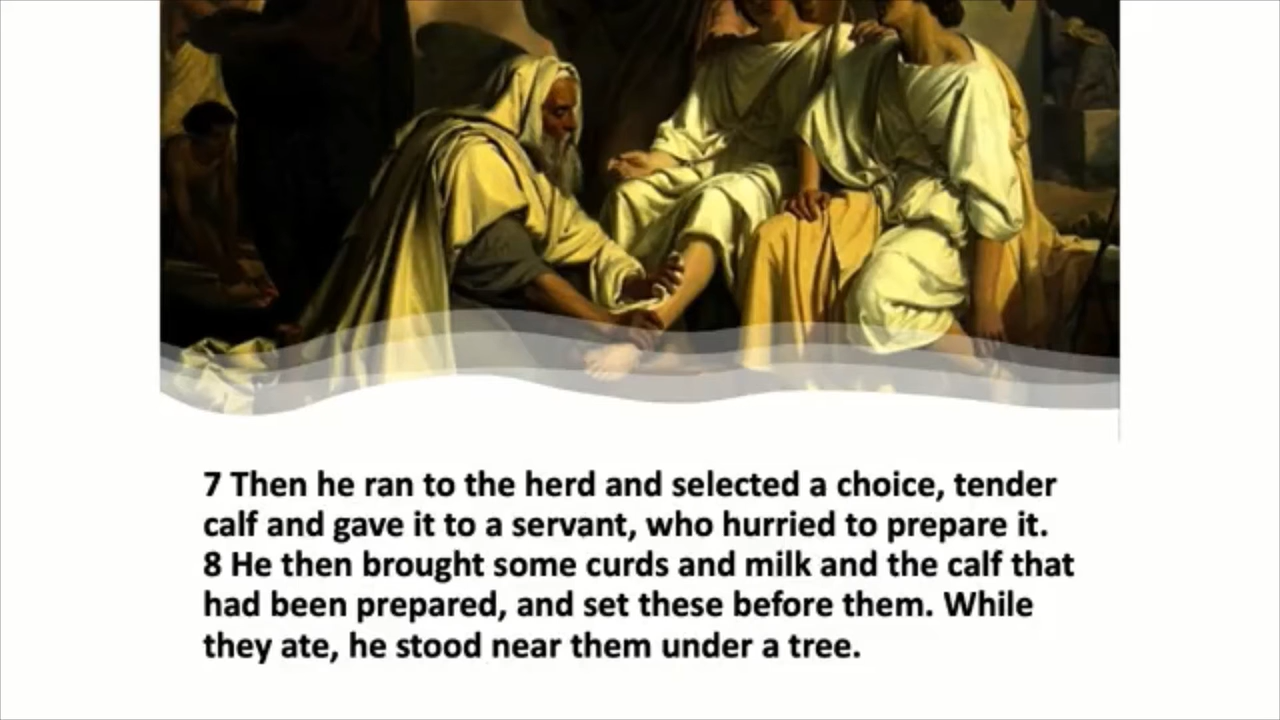 7 Then he ran to the herd and selected a choice, tender
calf and gave it to a servant, who hurried to prepare it.
8 He then brought some curds and milk and the calf that
had been prepared, and set these before them. While
they ate, he stood near them under a tree.